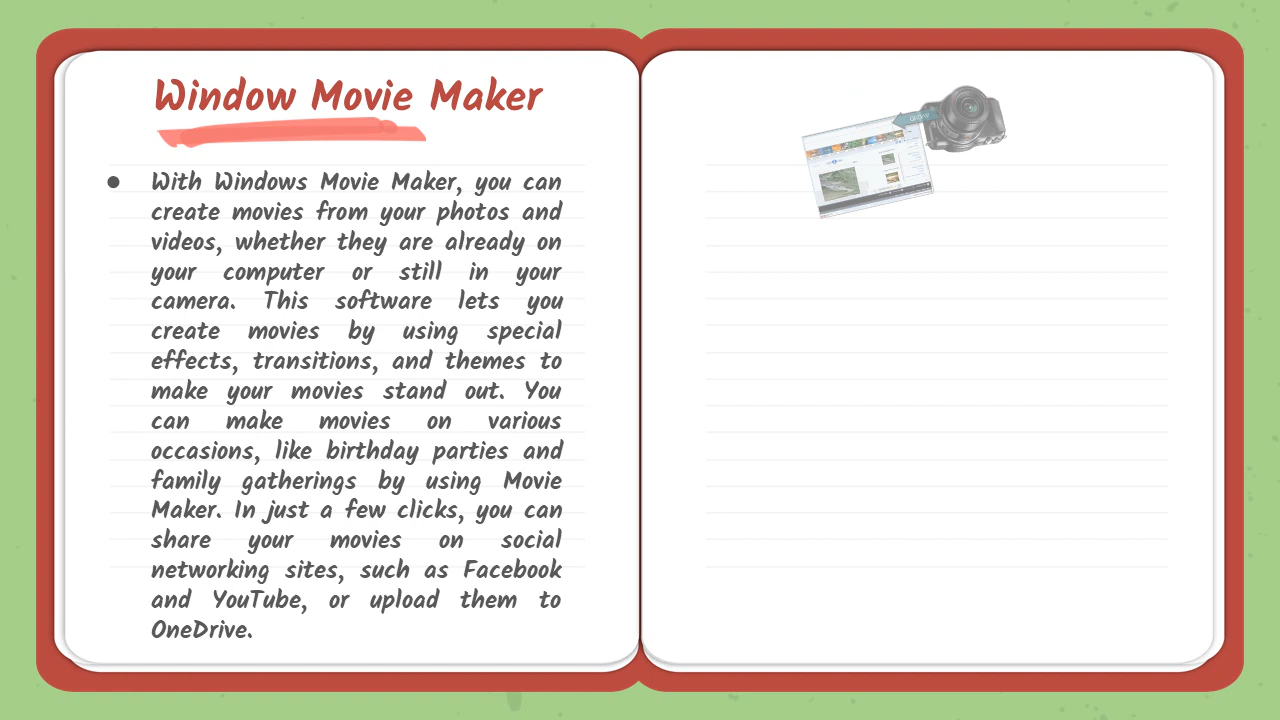 Window Movie Maker
With Windows Movie Maker, you can
create movies from your photos and
videos, whether they are already on
your computer or still in your
camera. This software lets you
create movies by using special
effects, transitions, and themes to
make your movies stand out. You
can make movies on various
occasions, like birthday parties and
family gatherings by using Movie
Maker. In just a few clicks, you can
share your movies on social
networking sites, such as Facebook
and YouTube, or upload them to
OneDrive.